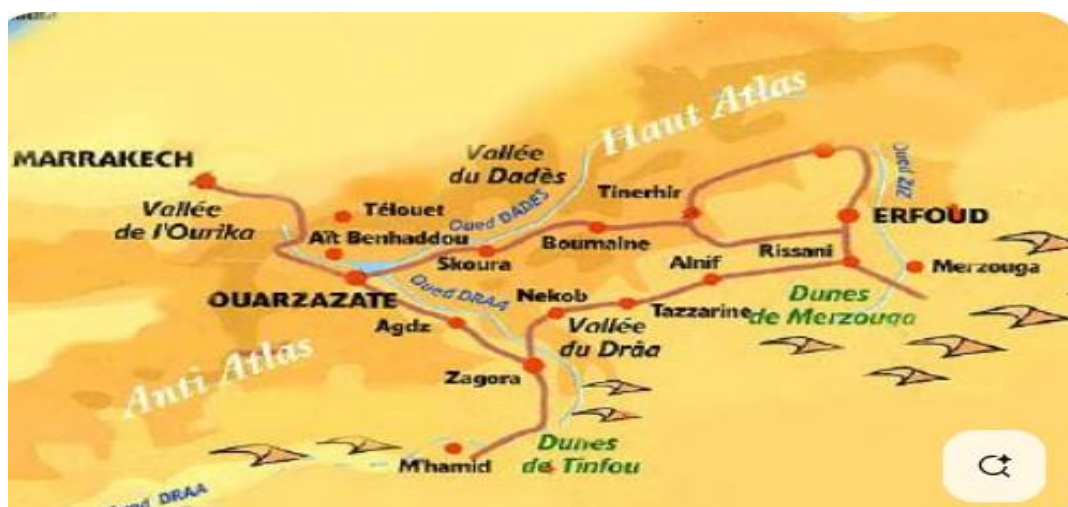 Haut Atlas
MARRAKECH
Vallée
du Dadès
Oued ZIZ
Tinerhir
Vallée
de l'Ourika
Télouet
Oued DADES
ERFOUD
Aït Benhaddou
Boumalne
Rissani
Skoura
Alnif
Merzouga
OUARZAZATE
Oued DRAA
Nekob
Tazzarine
Dunes
de Merzouga
Agdz
Vallée
du Drâa
Anti Atlas
Zagora
Dunes
de Tinfou
M'hamid
Oued DRAA